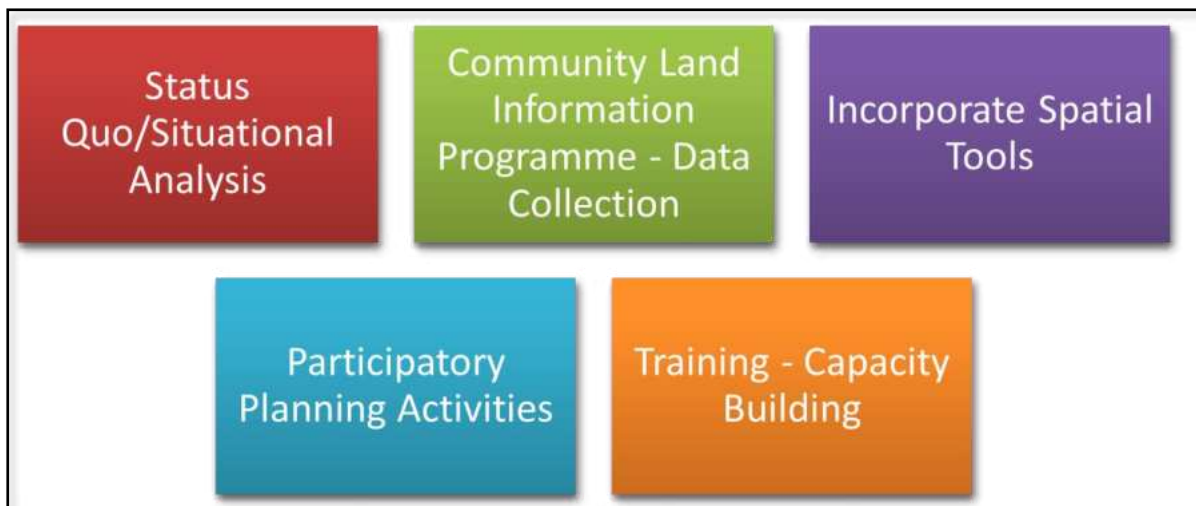 Status
Quo/Situational
Analysis
Community Land
Information
Programme - Data
Collection
Incorporate Spatial
Tools
Participatory
Planning Activities
Training - Capacity
Building